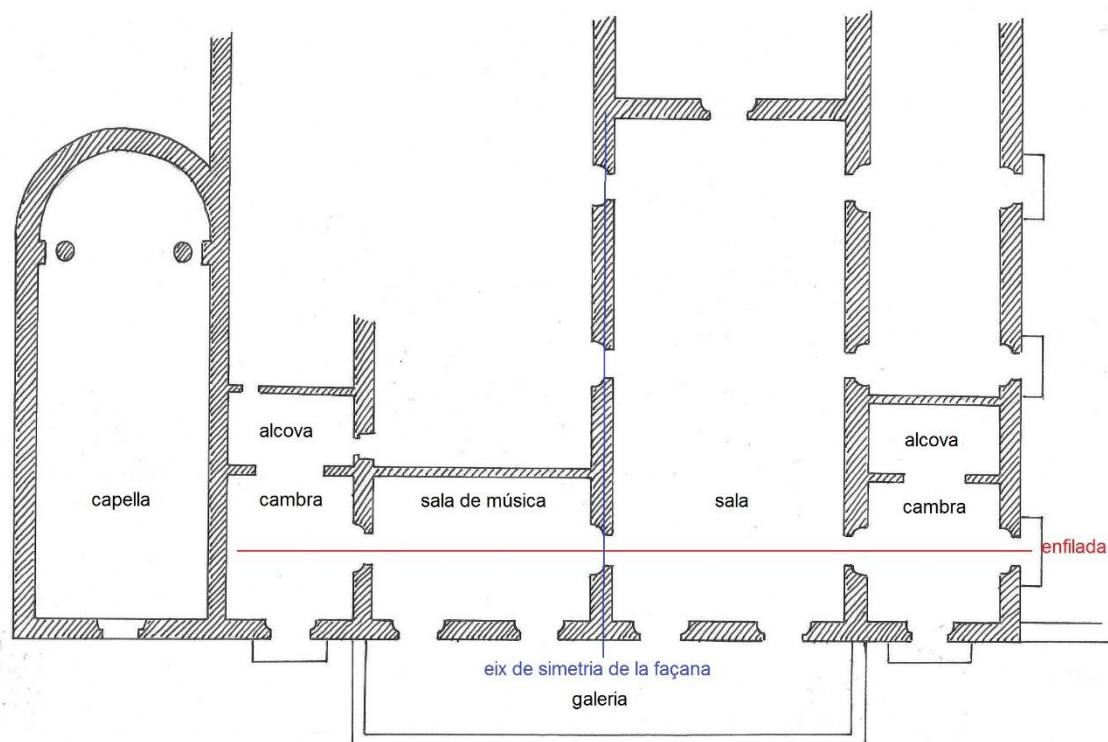 alcova
alcova
capella
cambra
sala de música
sala
cambra
enfilada
eix de simetria de la façana
galeria